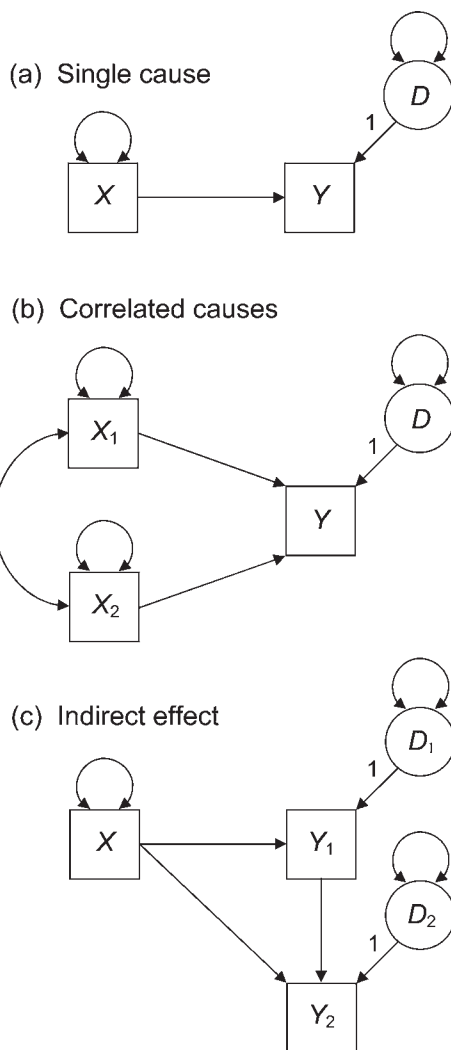 (a) Single cause
D
1
X
Y
(b) Correlated causes
D
X₁
1
Y
X₂
(c) Indirect effect
D₁
1
X
Y₁
D₂
1
Y₂